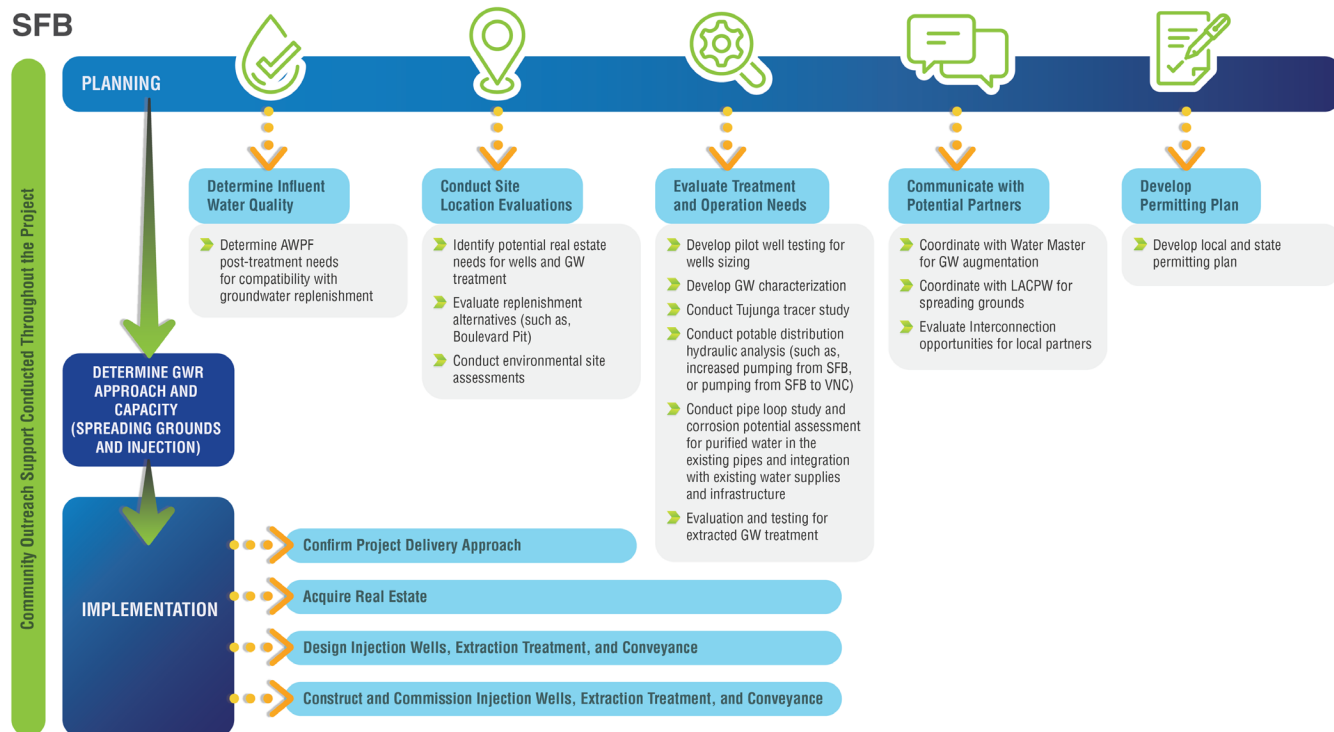 SFB
Community Outreach Support Conducted Throughout the Project
PLANNING
Determine Influent
Water Quality
Determine AWPF
post-treatment needs
for compatibility with
groundwater replenishment
Conduct Site
Location Evaluations
Identify potential real estate
needs for wells and GW
treatment
Evaluate replenishment
alternatives (such as,
Boulevard Pit)
Conduct environmental site
assessments
Evaluate Treatment
and Operation Needs
Develop pilot well testing for
wells sizing
Develop GW characterization
Conduct Tujunga tracer study
Conduct potable distribution
hydraulic analysis (such as,
increased pumping from SFB,
or pumping from SFB to VNC)
Conduct pipe loop study and
corrosion potential assessment
for purified water in the
existing pipes and integration
with existing water supplies
and infrastructure
Evaluation and testing for
extracted GW treatment
Communicate with
Potential Partners
Coordinate with Water Master
for GW augmentation
Coordinate with LACPW for
spreading grounds
Evaluate Interconnection
opportunities for local partners
Develop
Permitting Plan
Develop local and state
permitting plan
DETERMINE GWR
APPROACH AND
CAPACITY
(SPREADING GROUNDS
AND INJECTION)
IMPLEMENTATION
Confirm Project Delivery Approach
Acquire Real Estate
Design Injection Wells, Extraction Treatment, and Conveyance
Construct and Commission Injection Wells, Extraction Treatment, and Conveyance